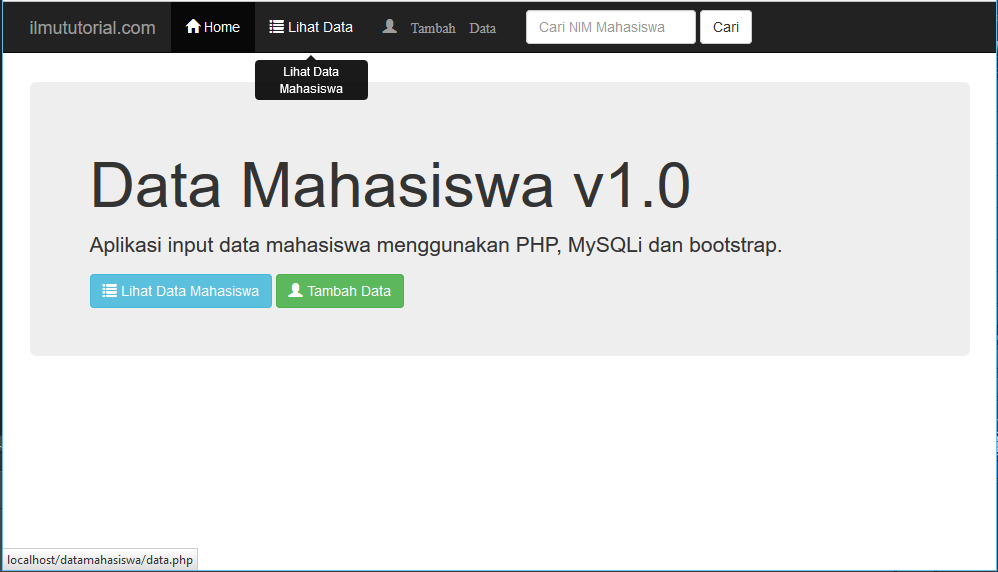 ilmututorial.com Home Lihat Data Tambah Data Cari NIM Mahasiswa Cari
Lihat Data
Mahasiswa
Data Mahasiswa v1.0
Aplikasi input data mahasiswa menggunakan PHP, MySQLi dan bootstrap.
Lihat Data Mahasiswa Tambah Data
localhost/datamahasiswa/data.php